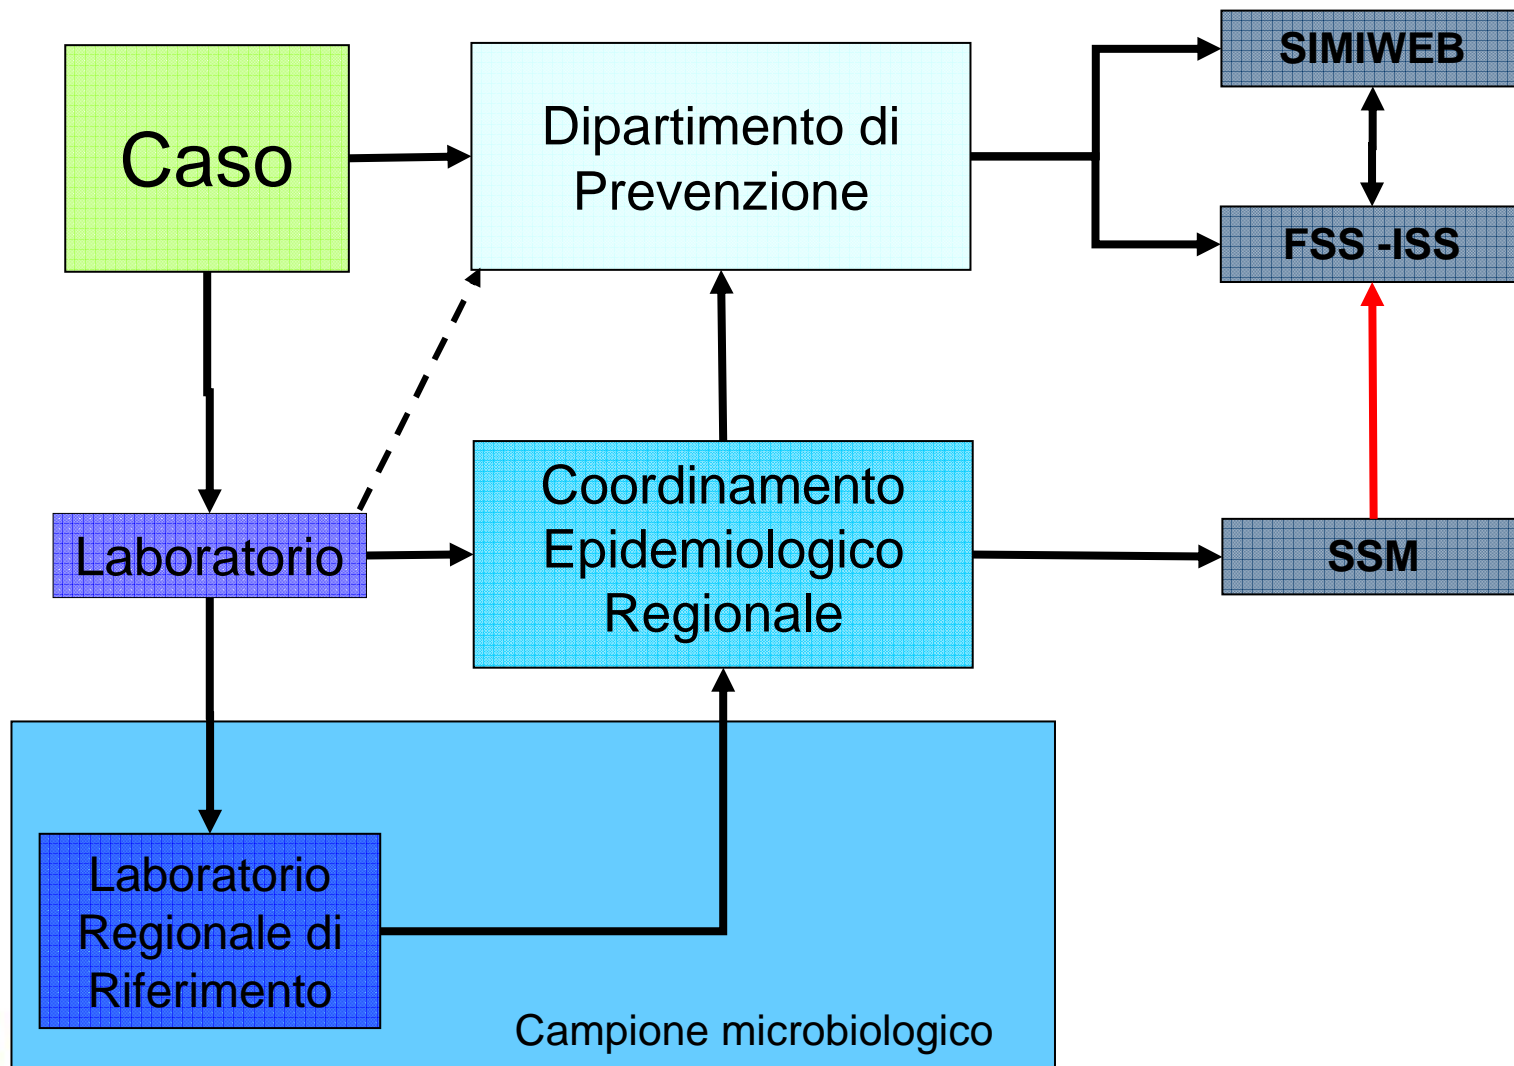 Caso
Dipartimento di
Prevenzione
SIMIWEB
FSS -ISS
Laboratorio
Coordinamento
Epidemiologico
Regionale
SSM
Laboratorio
Regionale di
Riferimento
Campione microbiologico